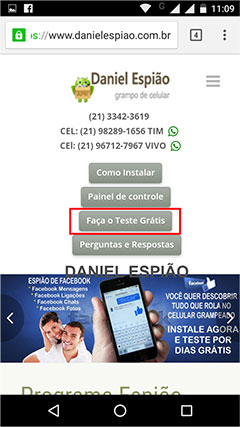 11:09
s://www.danielespiao.com.br
4
Daniel Espião
grampo de celular
(21) 3342-3619
CEL: (21) 98289-1656 TIM
CEl: (21) 96712-7967 VIVO
Como Instalar
Painel de controle
Faça o Teste Grátis
Perguntas e Respostas
DANIEL ESPIÃO
ESPIÃO DE FACEBOOK
Facebook Mensagens
Facebook Ligações
Facebook Chats
Facebook Fotos
Facebook
VOCÊ QUER DESCOBRIR
TUDO QUE ROLA NO
CELULAR GRAMPEADO
INSTALE AGORA
E TESTE POR
DIAS GRÁTIS
Programa Espião